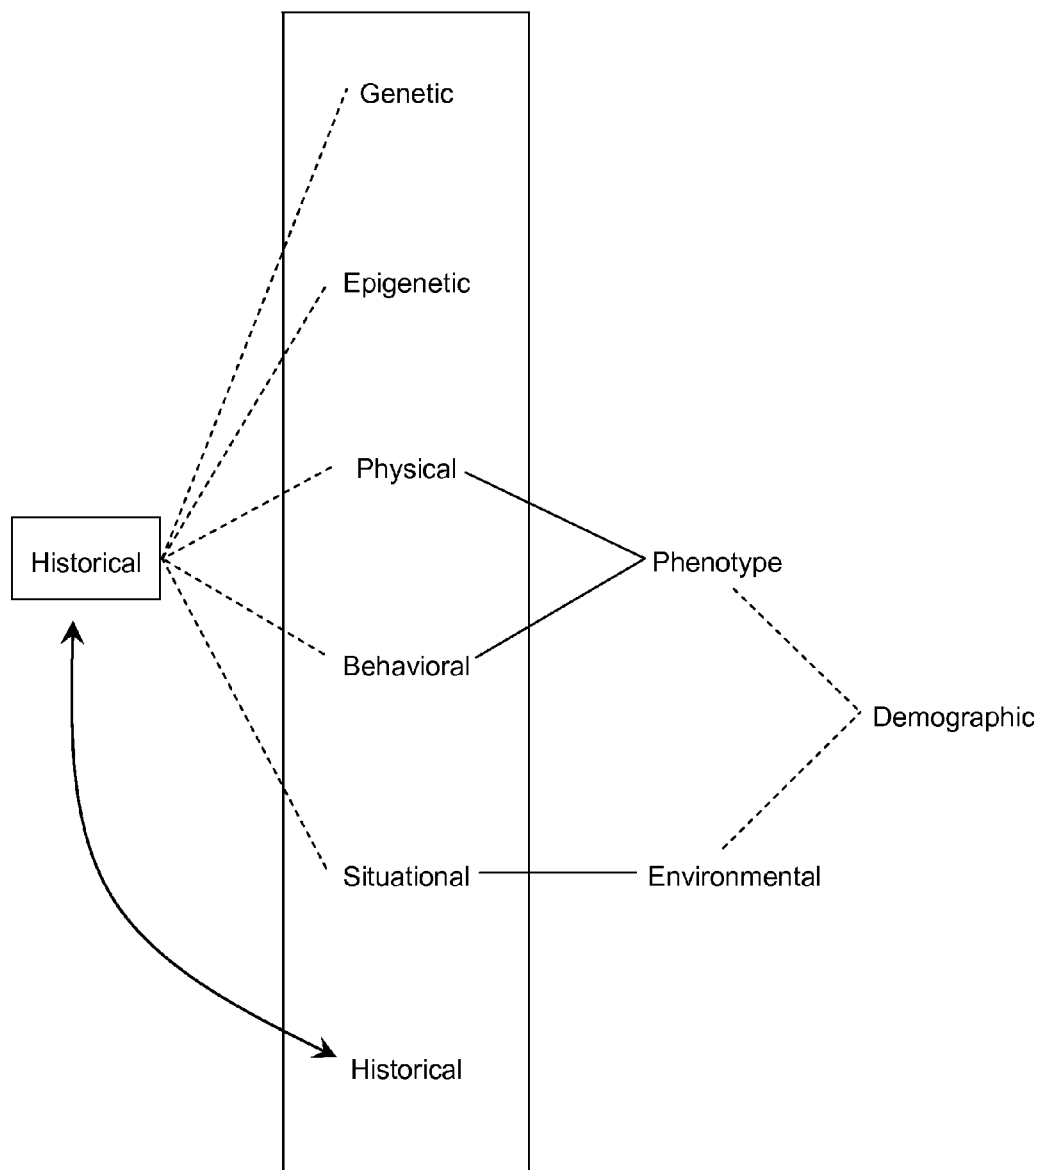 Genetic
Epigenetic
Physical
Historical
Phenotype
Behavioral
Demographic
Situational
Environmental
Historical